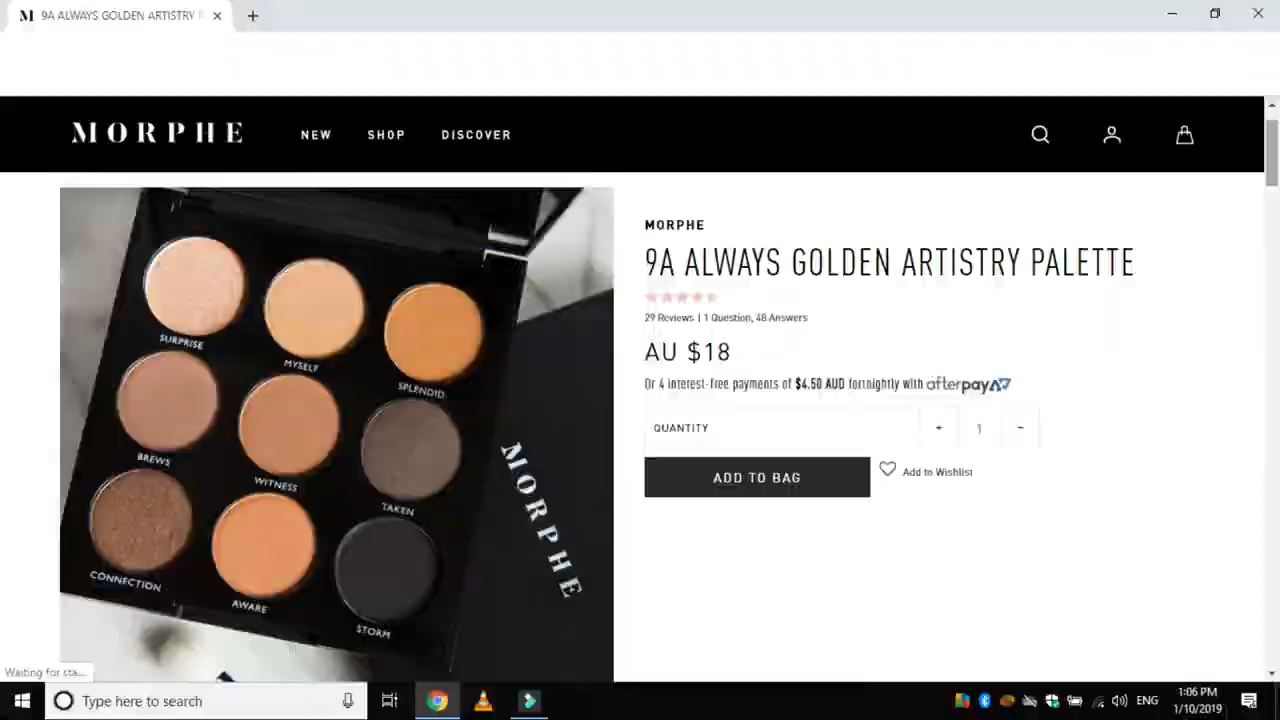 9A ALWAYS GOLDEN ARTISTRY
MORPHE
NEW
SHOP
DISCOVER
MORPHE
9A ALWAYS GOLDEN ARTISTRY PALETTE
29 Reviews | 1 Question, 48 Answers
AU $18
Or 4 interest-free payments of $4.50 AUD fortnightly with afterpay
QUANTITY
+ 1 -
ADD TO BAG
Add to Wishlist
SURPRISE
MYSELF
SPLENDID
BREWS
WITNESS
TAKEN
CONNECTION
AWARE
STORM
MORPHE
Waiting for sta...
Type here to search
ENG
1:06 PM
1/10/2019